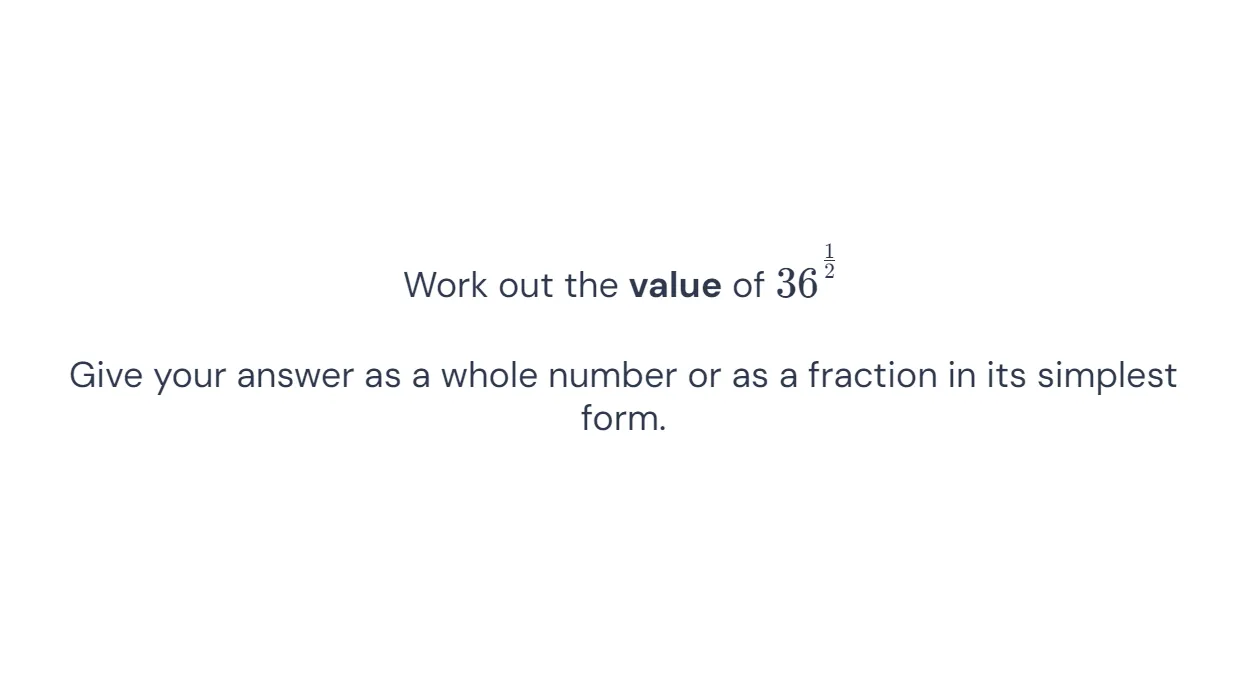 Work out the value of $36^{\frac{1}{2}}$
Give your answer as a whole number or as a fraction in its simplest
form.